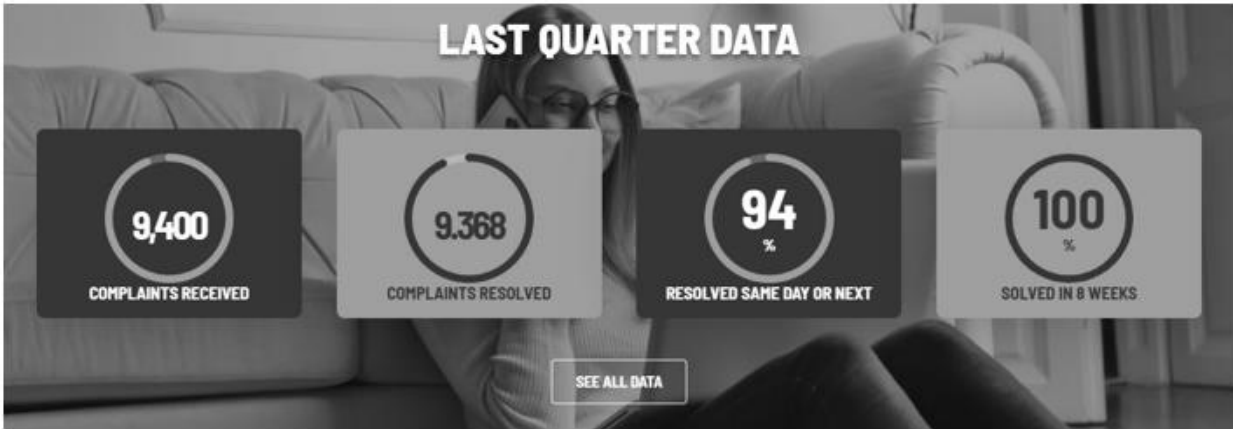 LAST QUARTER DATA
9,400
COMPLAINTS RECEIVED
9.368
COMPLAINTS RESOLVED
94
%
RESOLVED SAME DAY OR NEXT
100
%
SOLVED IN 8 WEEKS
SEE ALL DATA